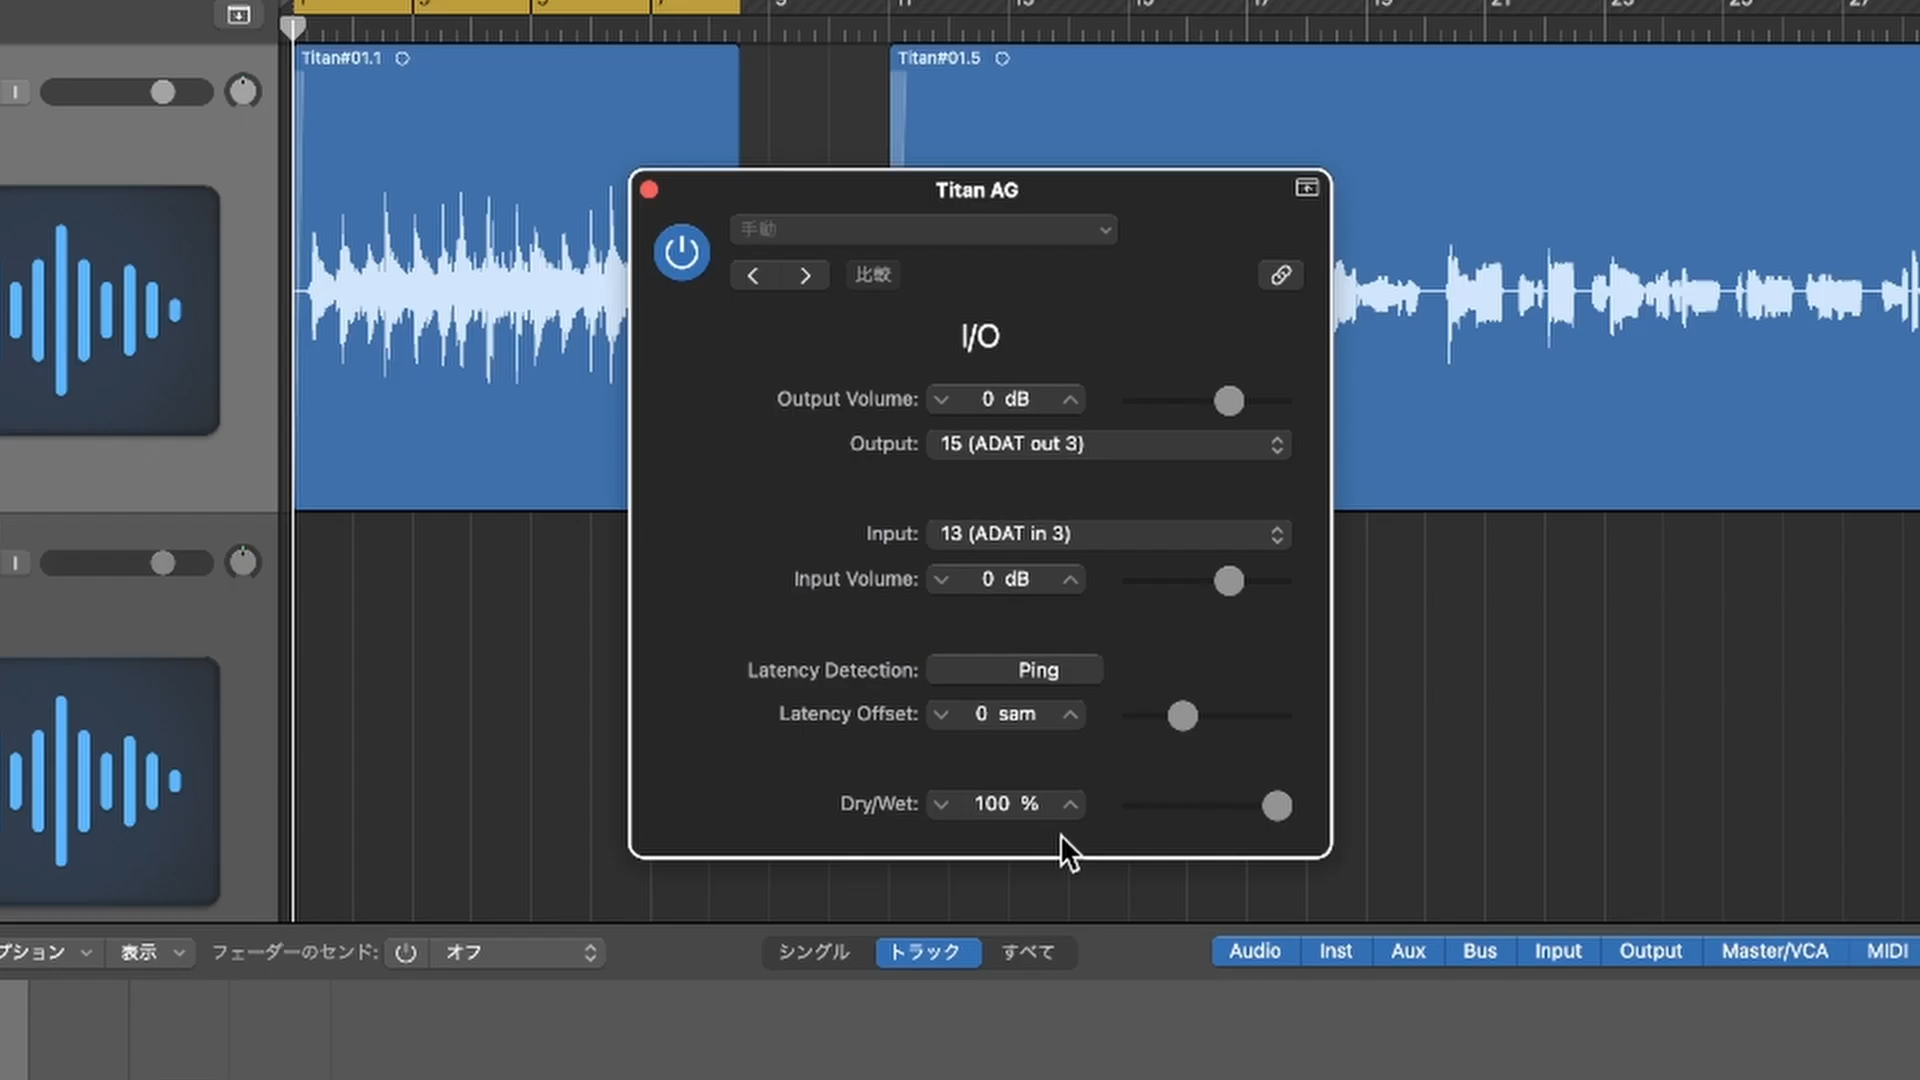 Titan#01.1
Titan#01.5
Titan AG
手動
比較
I/O
Output Volume: 0 dB
Output: 15 (ADAT out 3)
Input: 13 (ADAT in 3)
Input Volume: 0 dB
Latency Detection: Ping
Latency Offset: 0 sam
Dry/Wet: 100 %
I
I
プション 表示 フェーダーのセンド: オフ シングル トラック すべて Audio Inst Aux Bus Input Output Master/VCA MIDI